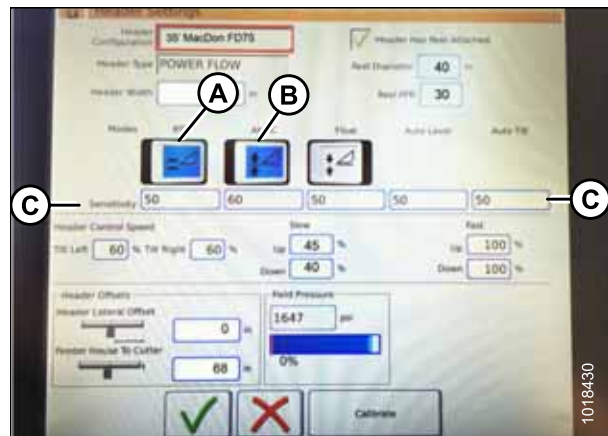 Header Settings
Header Configuration
35' MacDon FD75
Header Has Reel Attached
Header Type
POWER FLOW
Reel Diameter
40
in
Header Width
in
Reel PPR
30
A
B
Modes
Float
Auto Level
Auto Tilt
C
Sensitivity
50
60
50
50
50
C
Header Control Speed
Slow
Fast
Tilt Left 60 % Tilt Right 60 %
Up 45 %
Up 100 %
Down 40 %
Down 100 %
Header Offsets
Field Pressure
Header Lateral Offset
0 in
1647 psi
Feeder House To Cutter
68 in
0%
Calibrate
1018430